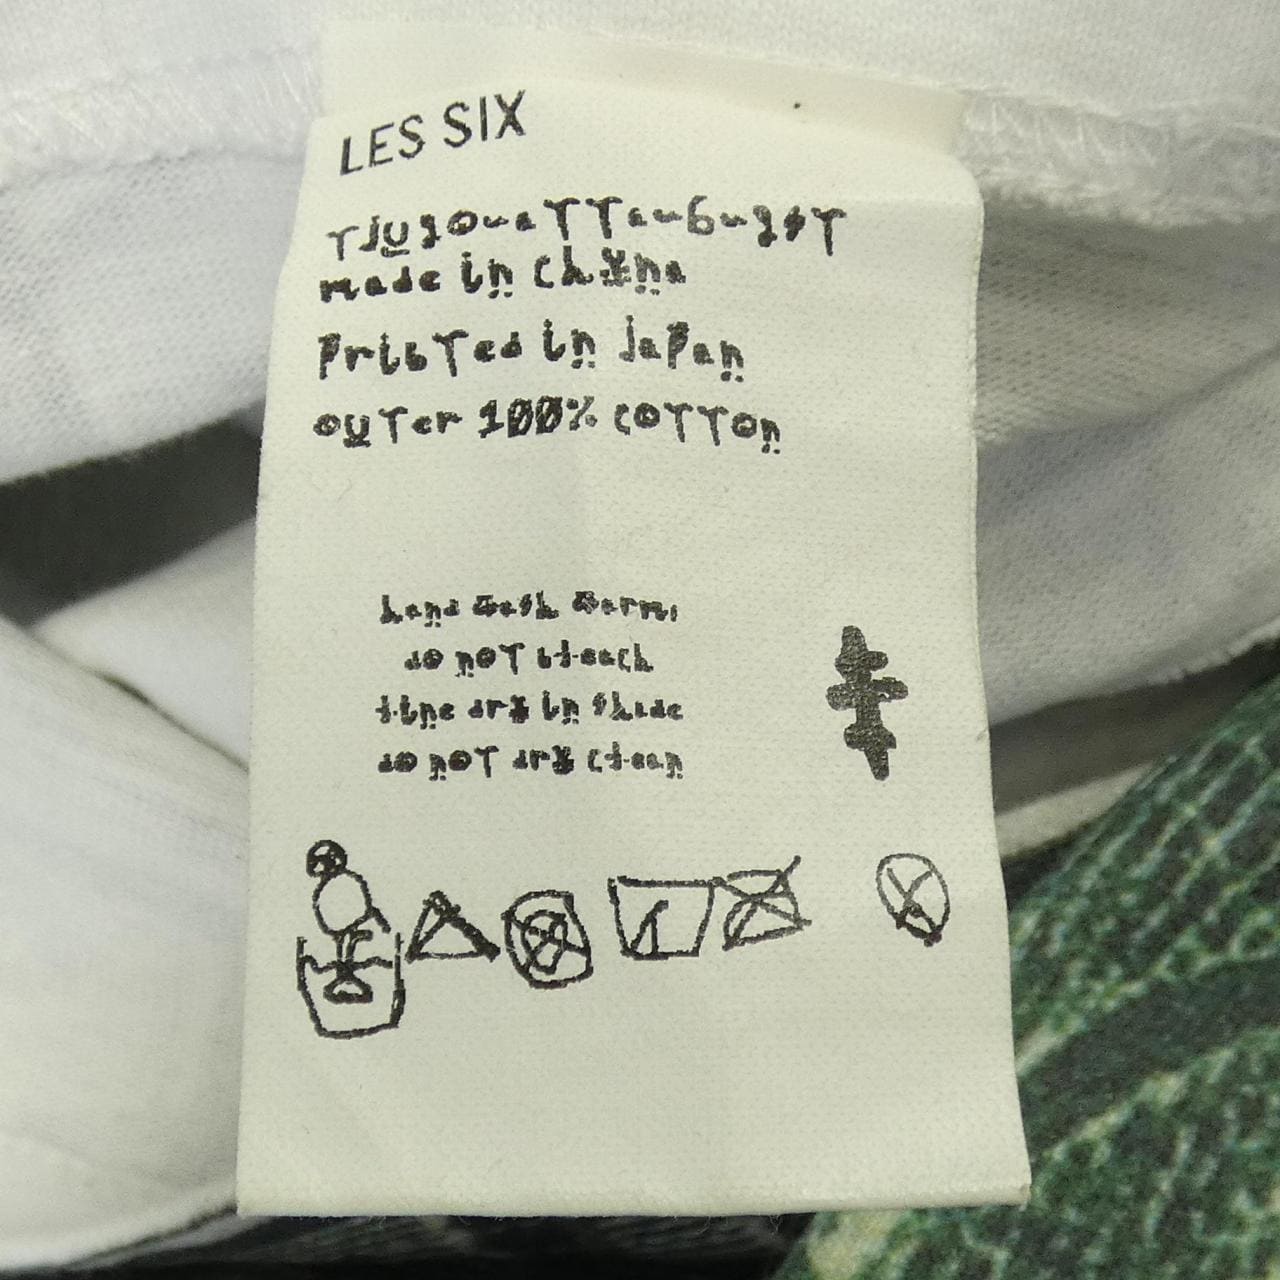 LES SIX
made in china
printed in japan
outer 100% cotton
hand wash warm,
do not bleach
line dry in shade
do not dry clean